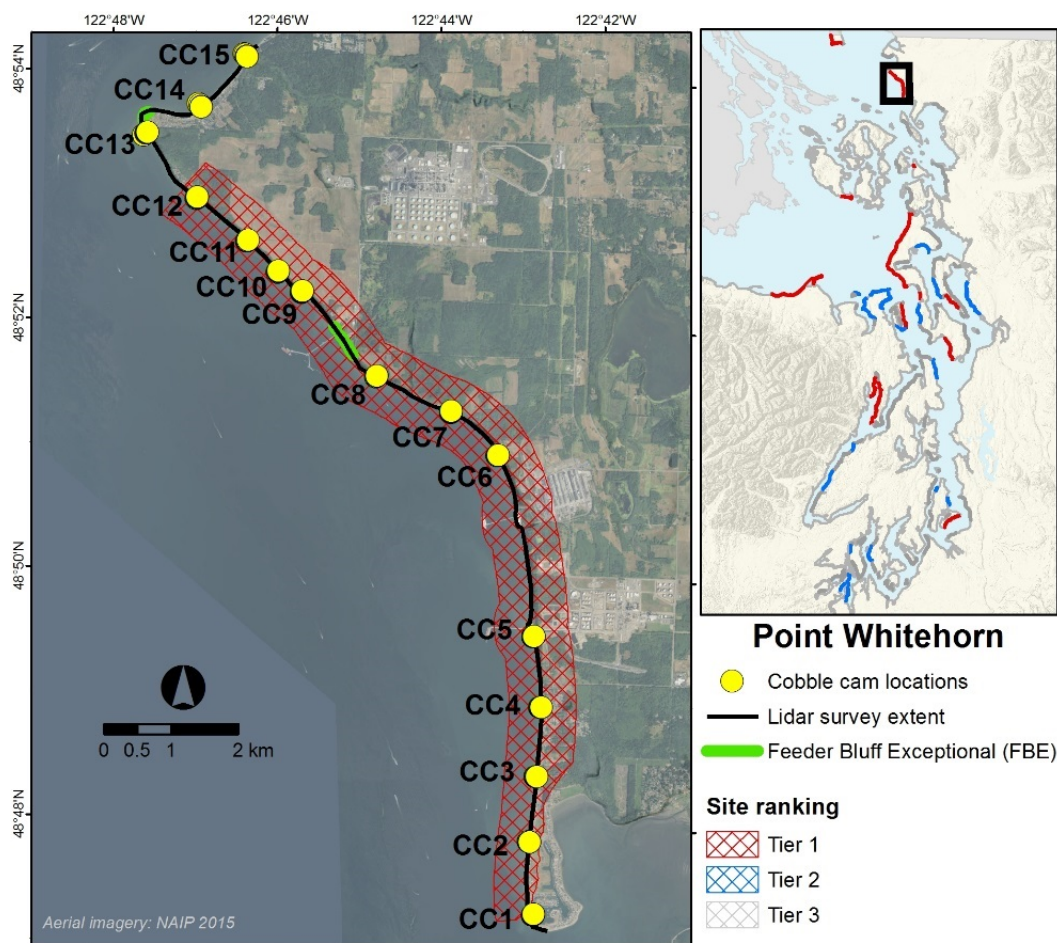 122°48'W
122°46'W
122°44'W
122°42'W
48°54'N
48°52'N
48°50'N
48°48'N
CC15
CC14
CC13
CC12
CC11
CC10
CC9
CC8
CC7
CC6
CC5
CC4
CC3
CC2
CC1
0 0.5 1 2 km
Aerial imagery: NAIP 2015
Point Whitehorn
Cobble cam locations
Lidar survey extent
Feeder Bluff Exceptional (FBE)
Site ranking
Tier 1
Tier 2
Tier 3